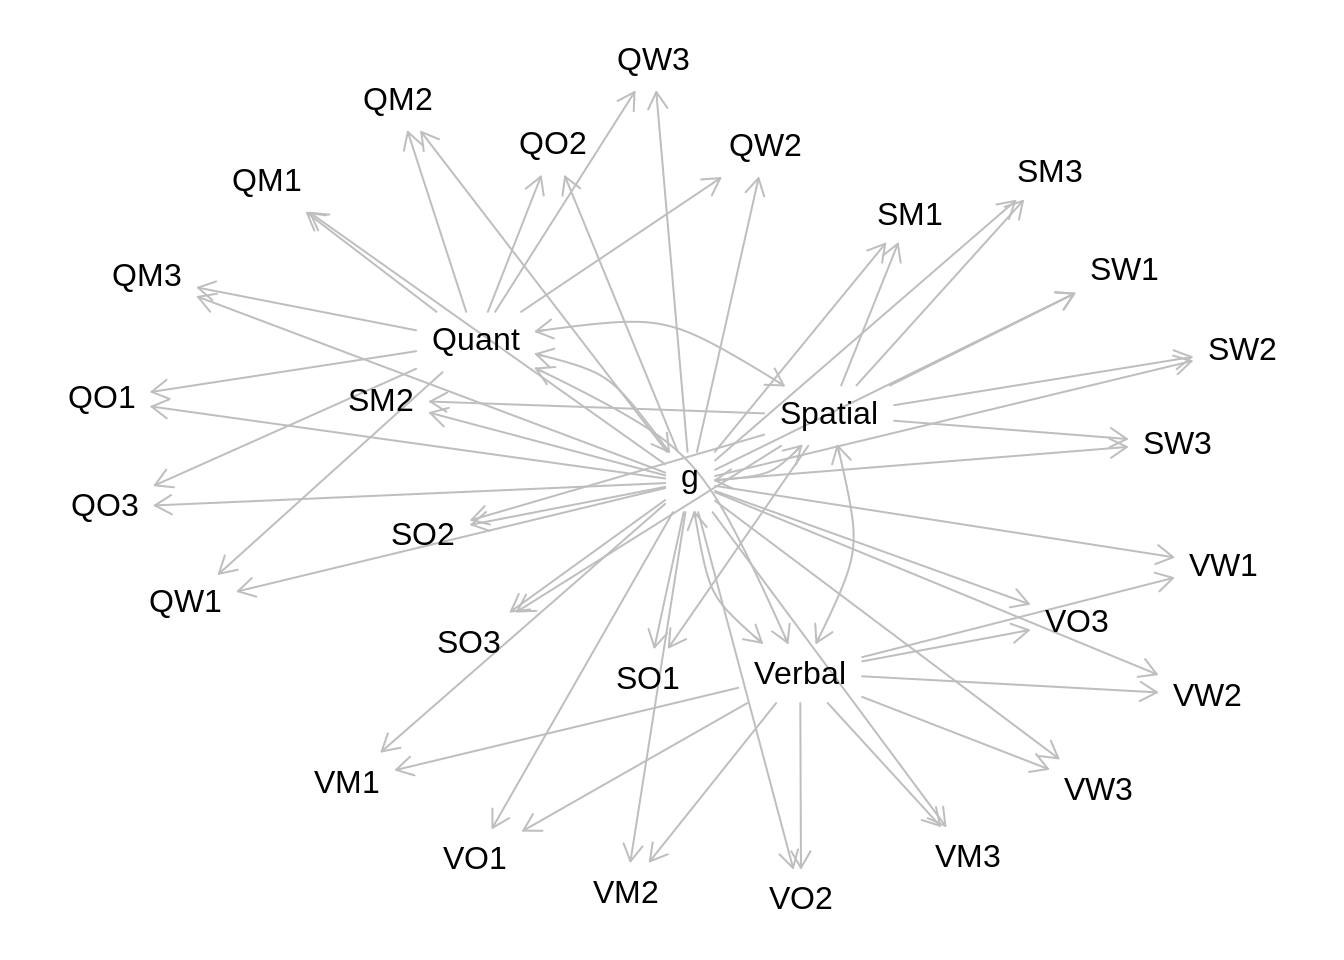 QW3
QM2
QO2
QW2
SM3
QM1
SM1
SW1
QM3
Quant
SW2
QO1
SM2
Spatial
SW3
g
QO3
SO2
VW1
QW1
VO3
SO3
SO1
Verbal
VW2
VM1
VW3
VO1
VM3
VM2
VO2